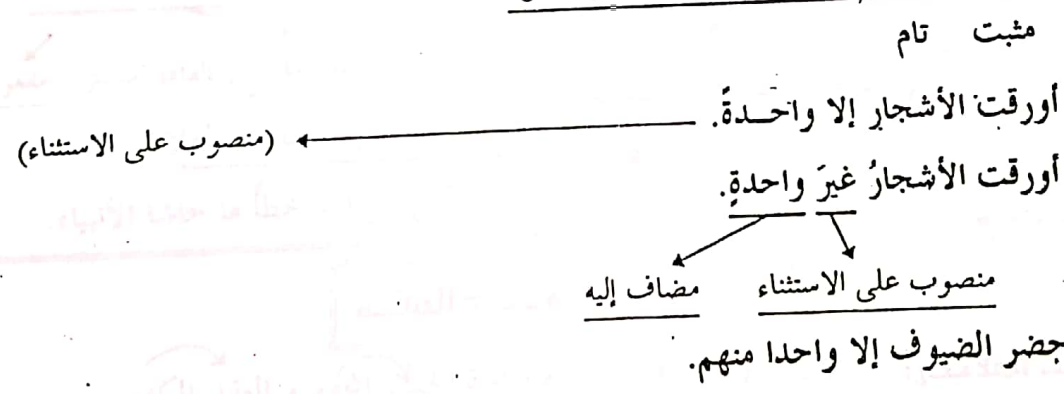 مثبت تام
أورقت الأشجار إلا واحدةً.
(منصوب على الاستثناء)
أورقت الأشجارُ غيرَ واحدةٍ.
منصوب على الاستثناء مضاف إليه
حضر الضيوف إلا واحدا منهم.